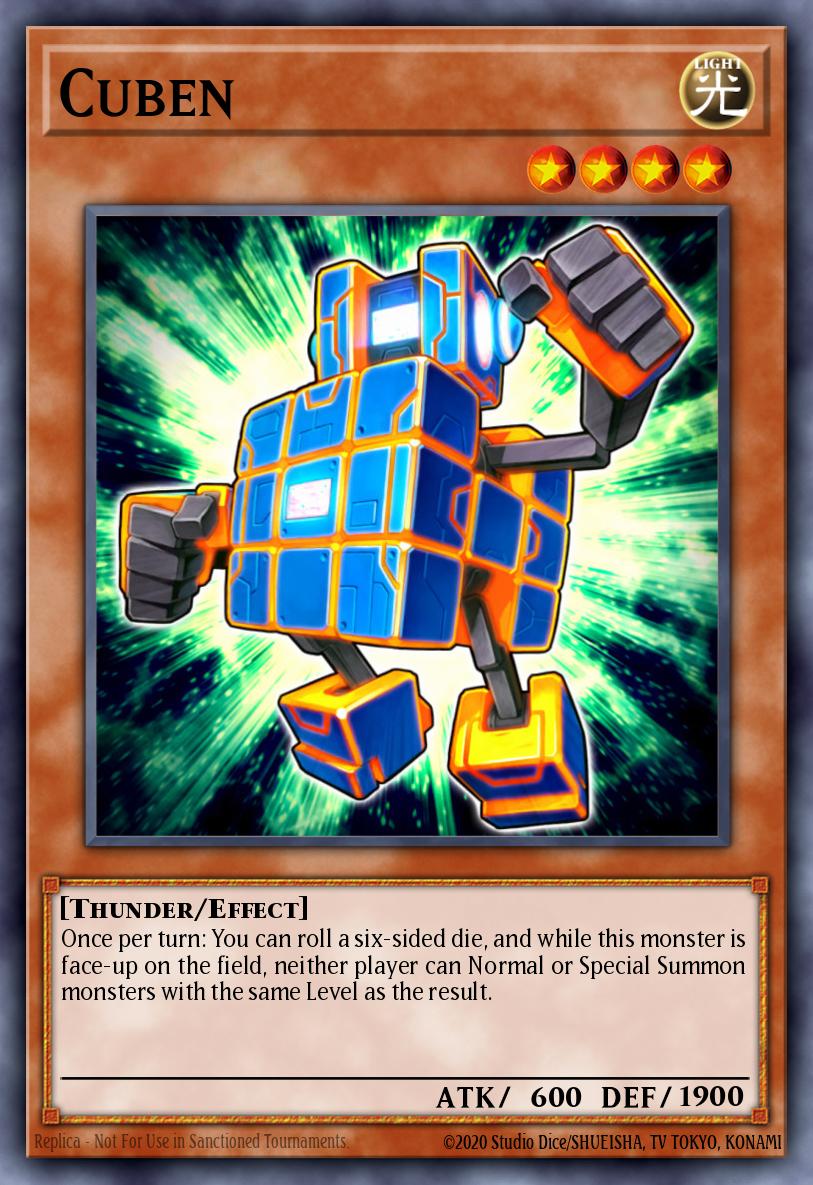 CUBEN
LIGHT
光
[THUNDER/EFFECT]
Once per turn: You can roll a six-sided die, and while this monster is
face-up on the field, neither player can Normal or Special Summon
monsters with the same Level as the result.
ATK/ 600 DEF/1900
Replica - Not For Use in Sanctioned Tournaments.
©2020 Studio Dice/SHUEISHA, TV TOKYO, KONAMI